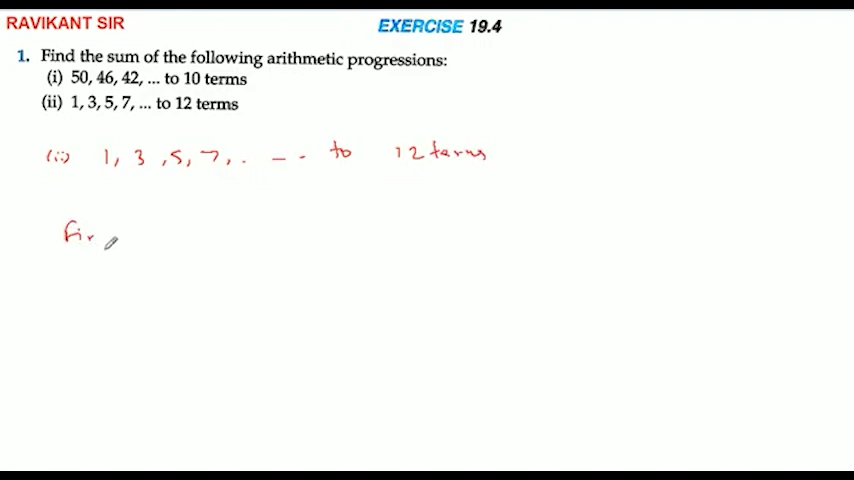 RAVIKANT SIR
EXERCISE 19.4
1. Find the sum of the following arithmetic progressions:
(i) 50, 46, 42, ... to 10 terms
(ii) 1, 3, 5, 7, ... to 12 terms
(ii) 1, 3, 5, 7, . - - . to 12 terms
Fir